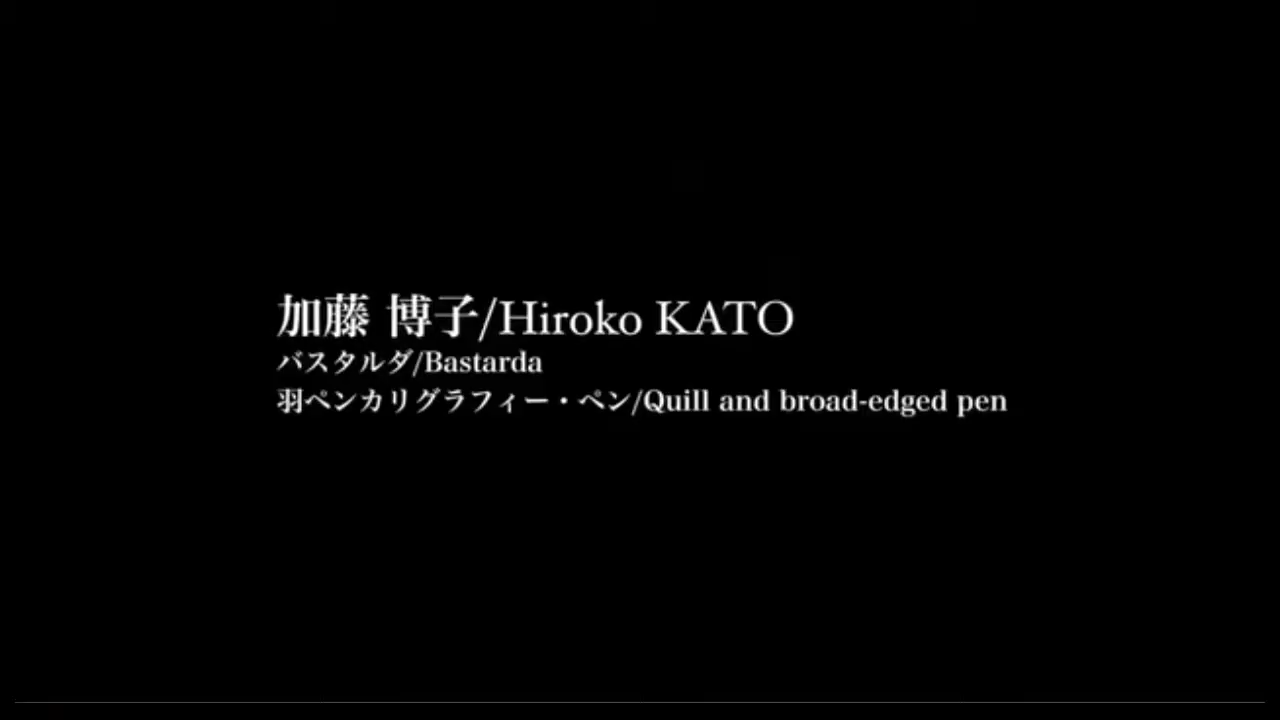 加藤 博子/Hiroko KATO
バスタルダ/Bastarda
羽ペンカリグラフィー・ペン/Quill and broad-edged pen